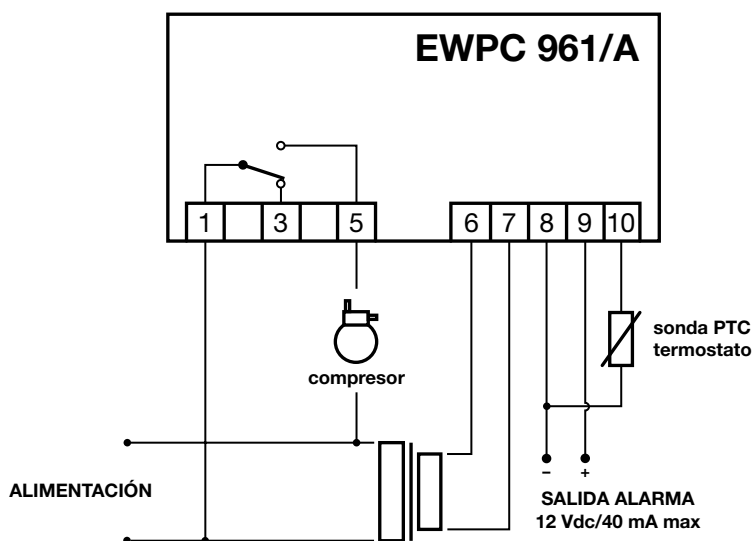 EWPC 961/A
1 3 5 6 7 8 9 10
sonda PTC
termostato
compresor
- +
ALIMENTACIÓN
SALIDA ALARMA
12 Vdc/40 mA max